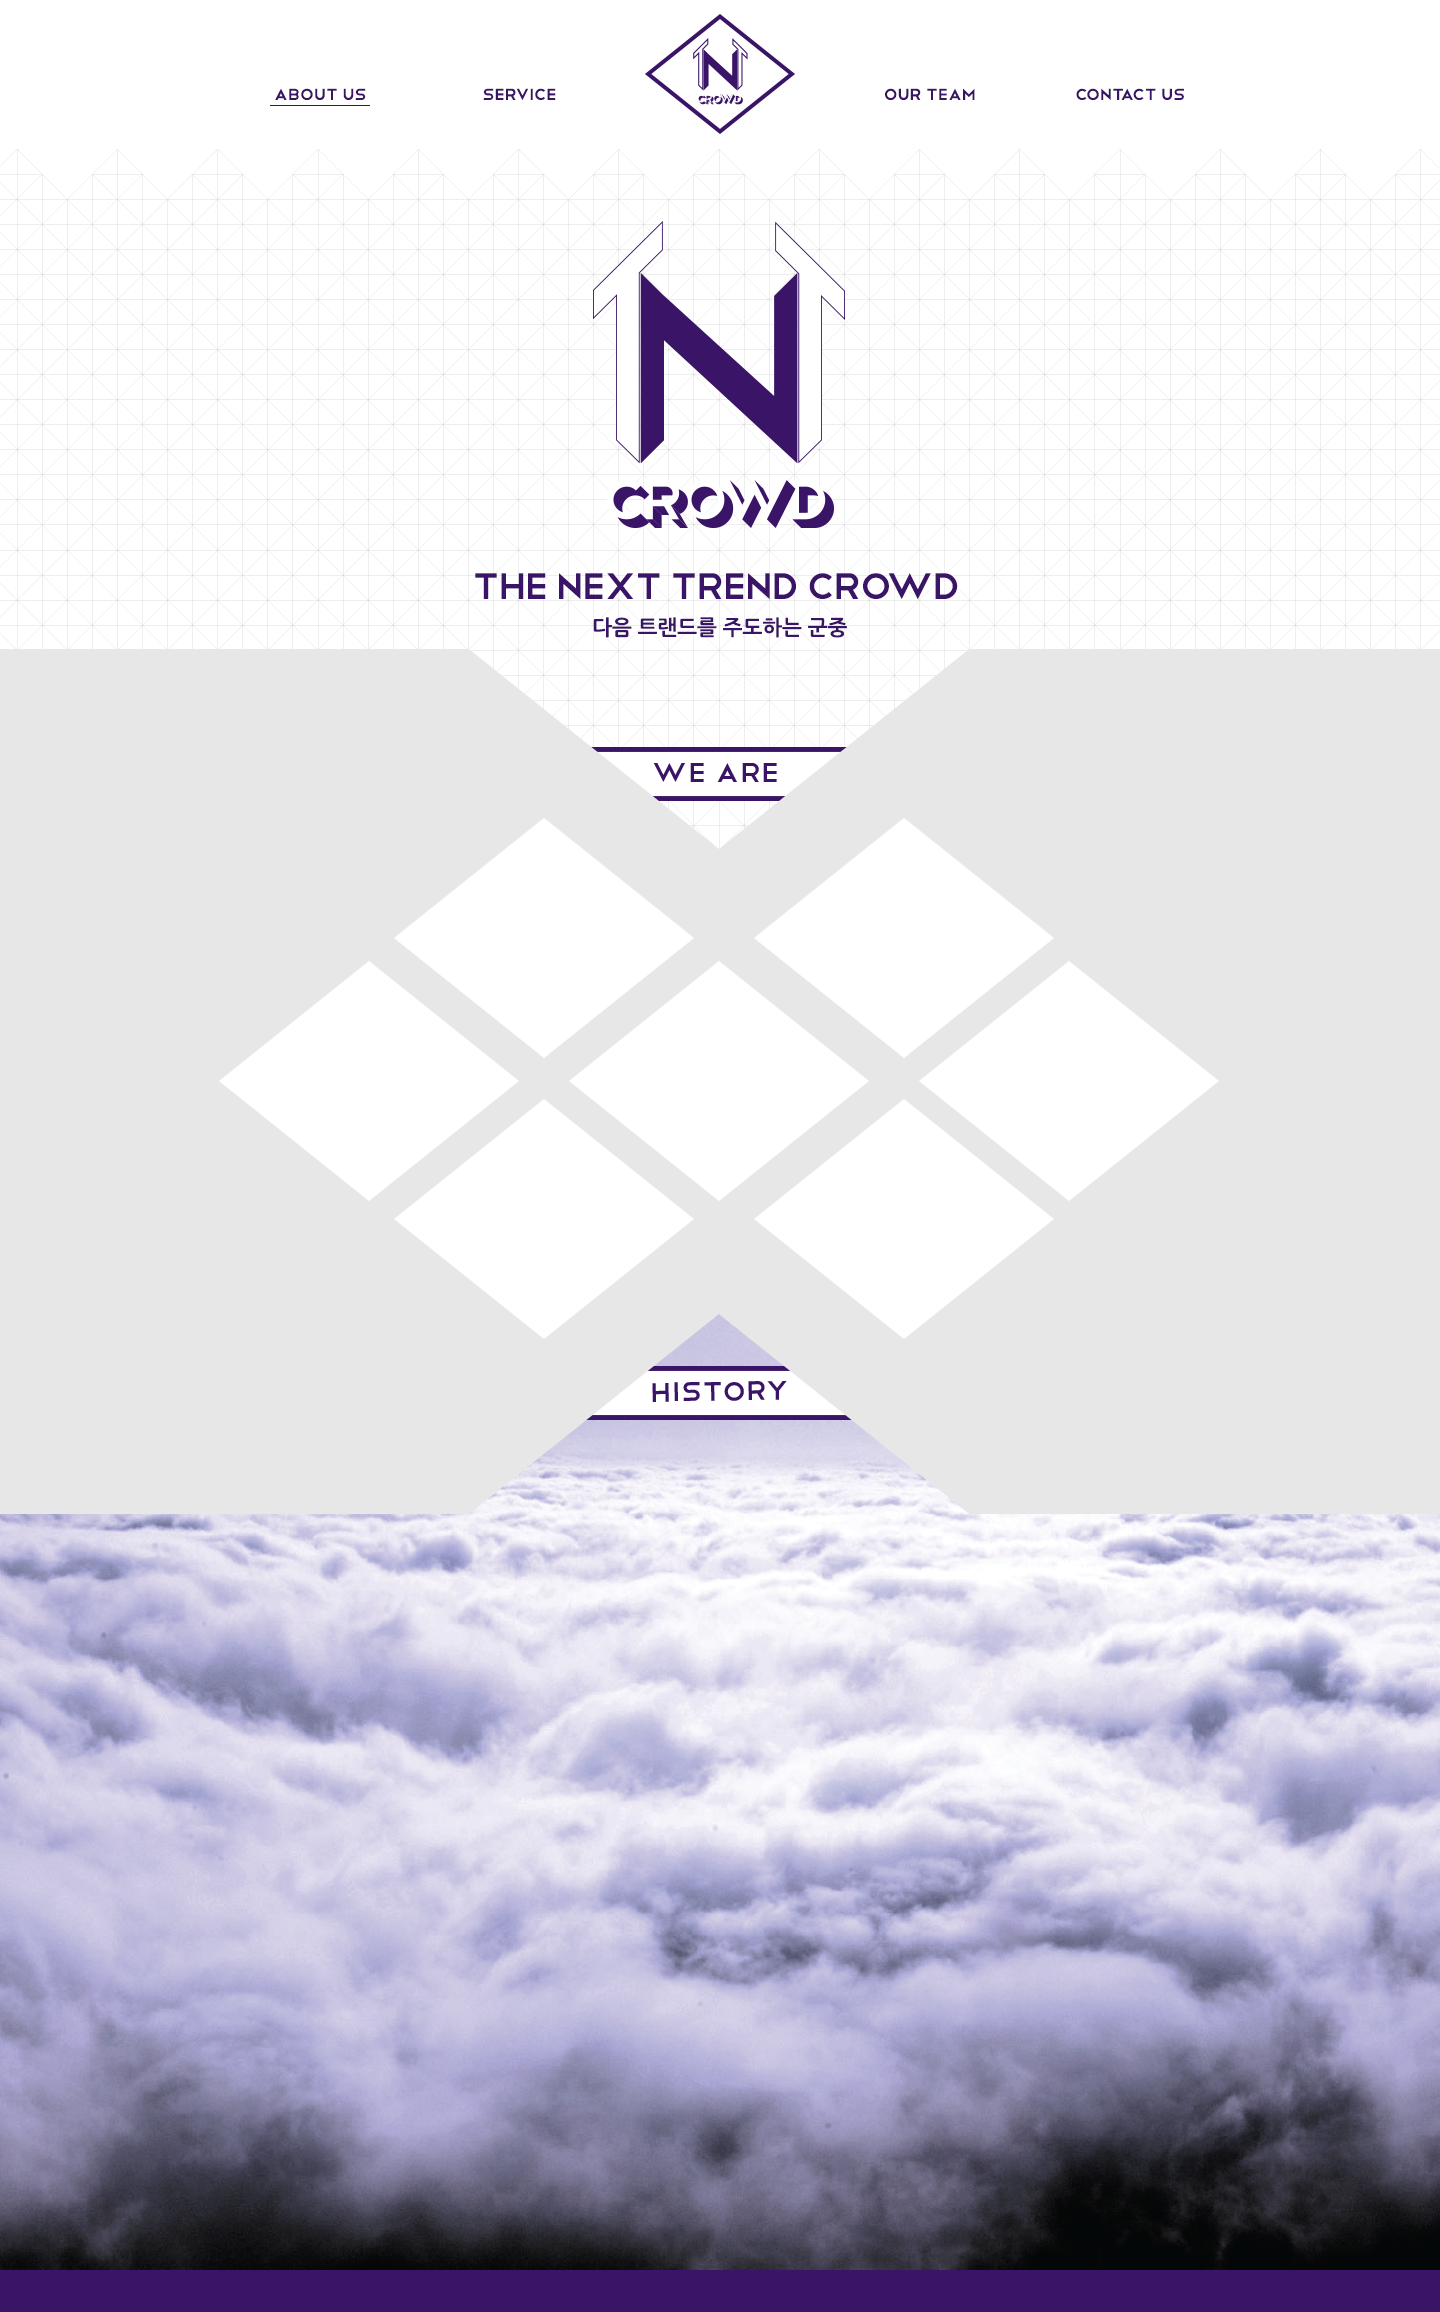 ABOUT US
SERVICE
N
CROWD
OUR TEAM
CONTACT US
TNT
CROWD
THE NEXT TREND CROWD
다음 트랜드를 주도하는 군중
WE ARE
HISTORY